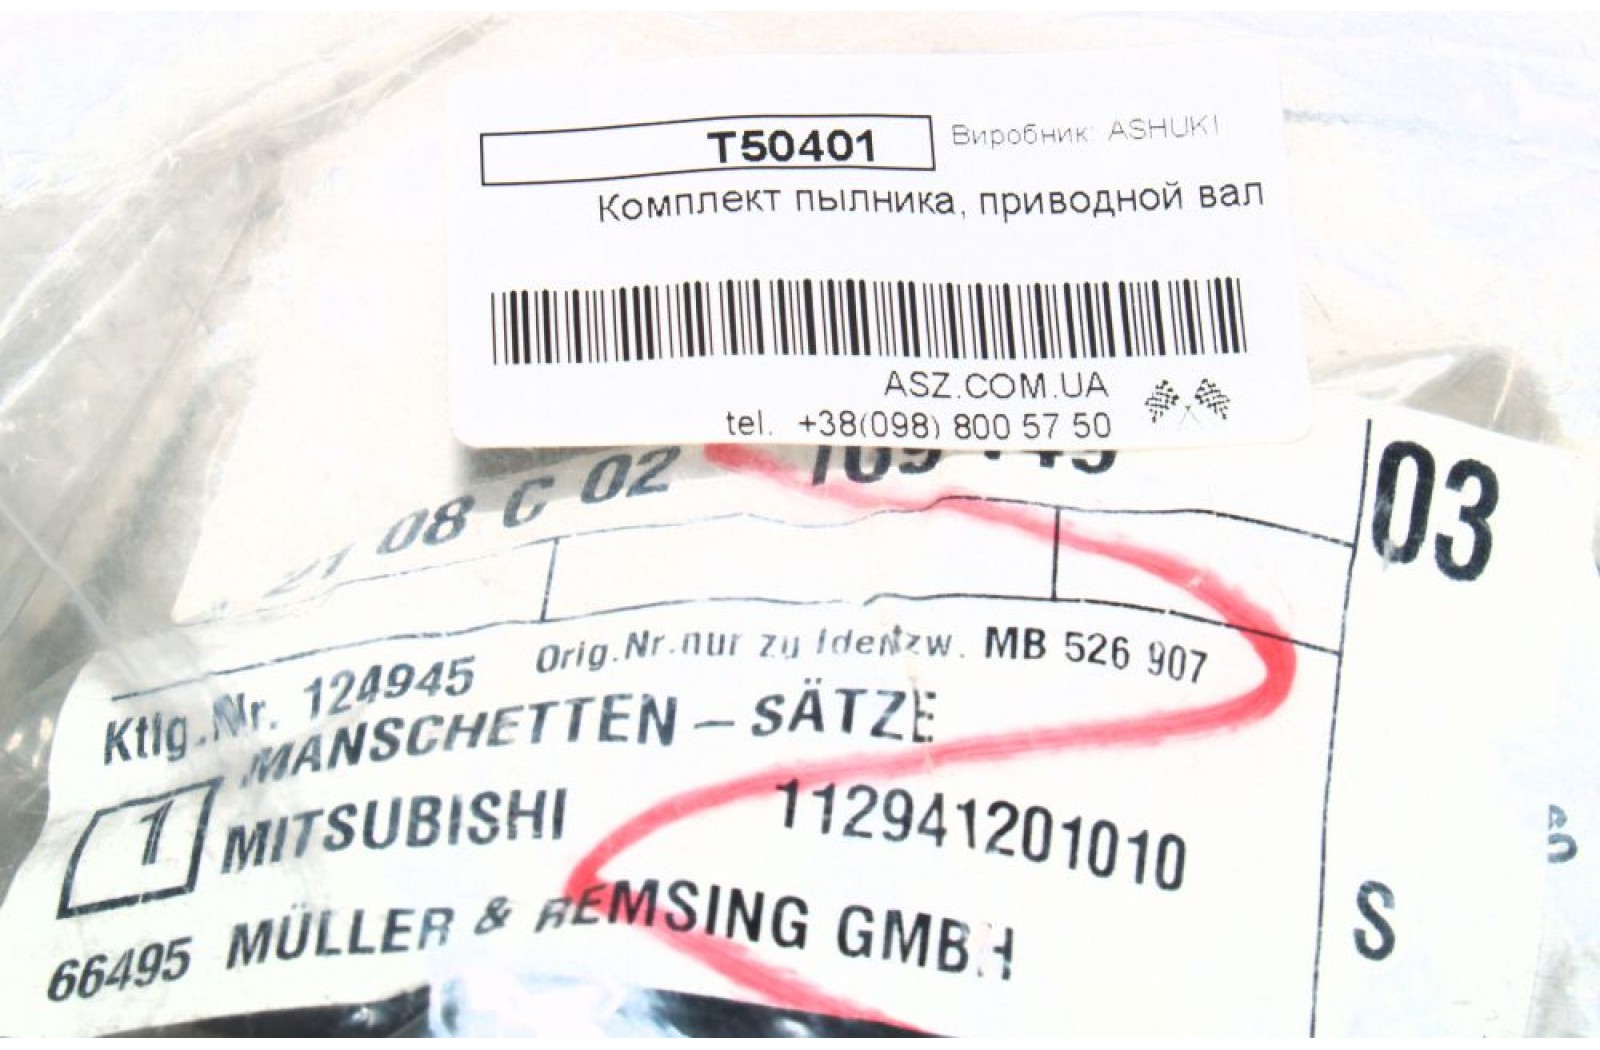 T50401
Виробник: ASHUKI
Комплект пылника, приводной вал
ASZ.COM.UA
tel. +38(098) 800 57 50
21 08 C 02
03
Orig.Nr.nur zu Idenzw. MB 526 907
Ktlg.Nr. 124945
MANSCHETTEN – SÄTZE
1
MITSUBISHI 112941201010
S
66495 MÜLLER & REMSING GMBH